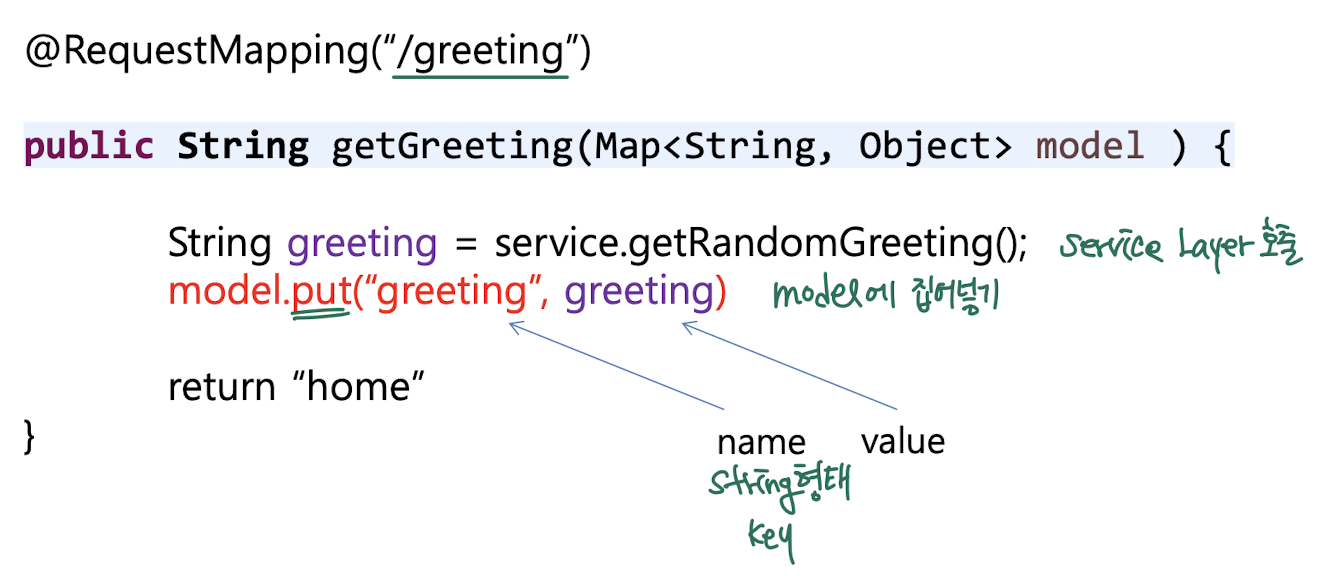 @RequestMapping(“/greeting”)
public String getGreeting(Map<String, Object> model ) {
String greeting = service.getRandomGreeting(); service Layer 호출
model.put(“greeting”, greeting) model에 집어넣기
return “home”
}
name value
String형태
key